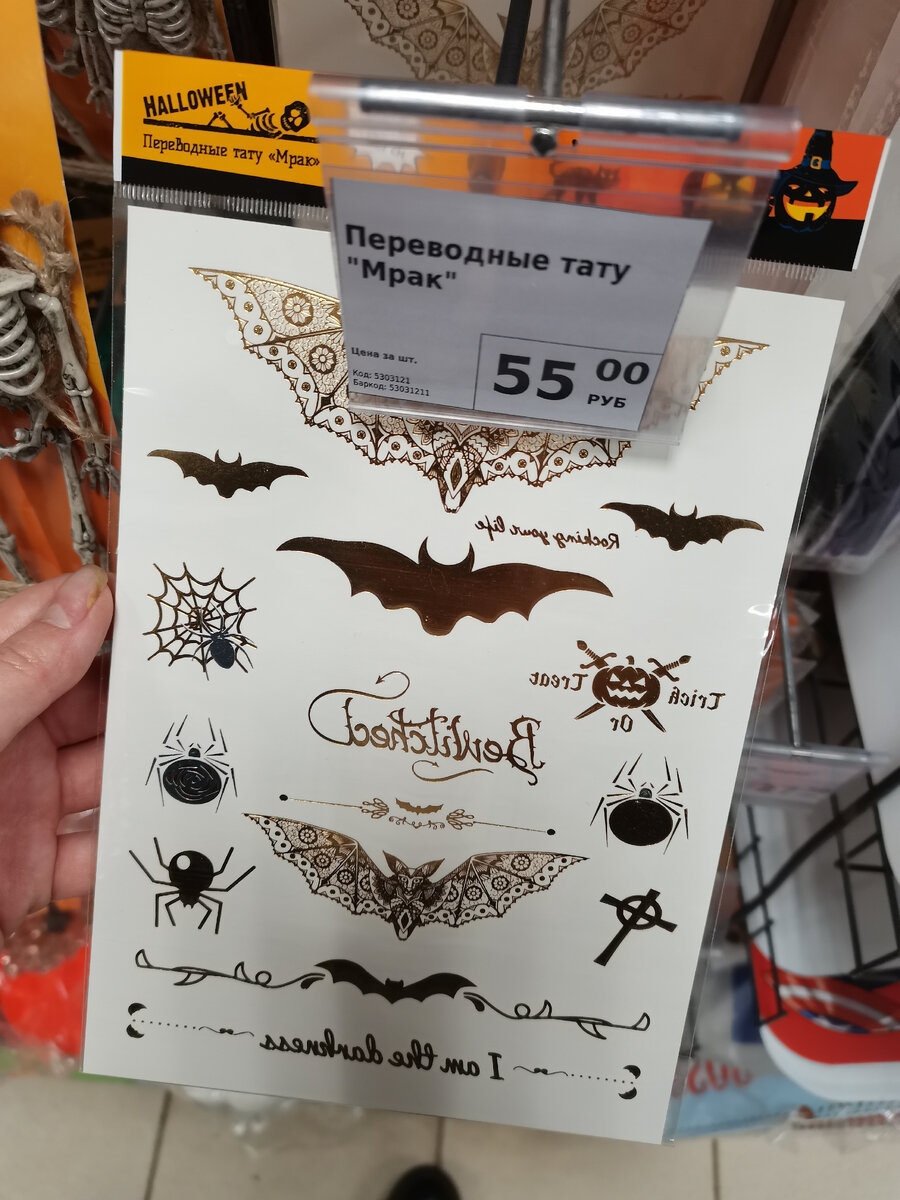 HALLOWEEN
Переводные тату «Мрак»
Переводные тату
"Мрак"
Цена за шт.
Код: 5303121
Баркод: 53031211
55 00
РУБ
Rocking your life
Trick
Or
Treat
Bewitched
I am the darkness